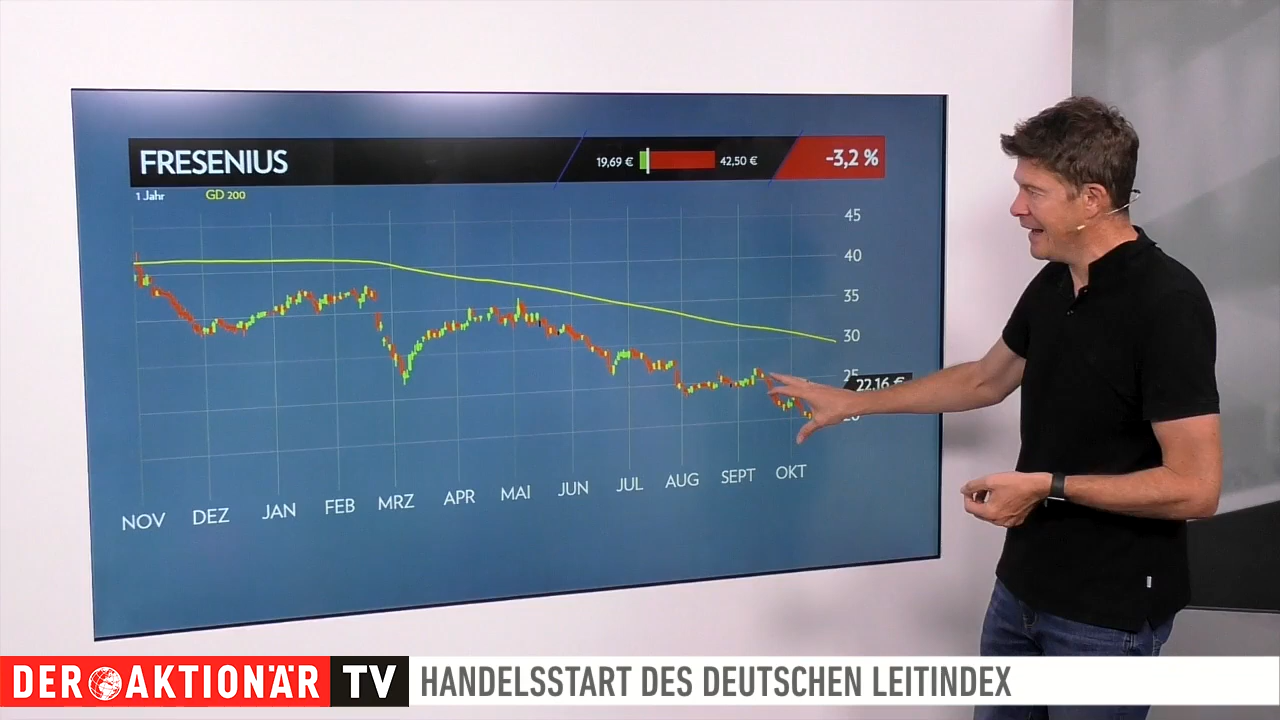 FRESENIUS
19,69 € 42,50 €
-3,2 %
1 Jahr GD 200
45
40
35
30
25
22,16 €
20
NOV DEZ JAN FEB MRZ APR MAI JUN JUL AUG SEPT OKT
DER AKTIONÄR TV HANDELSSTART DES DEUTSCHEN LEITINDEX